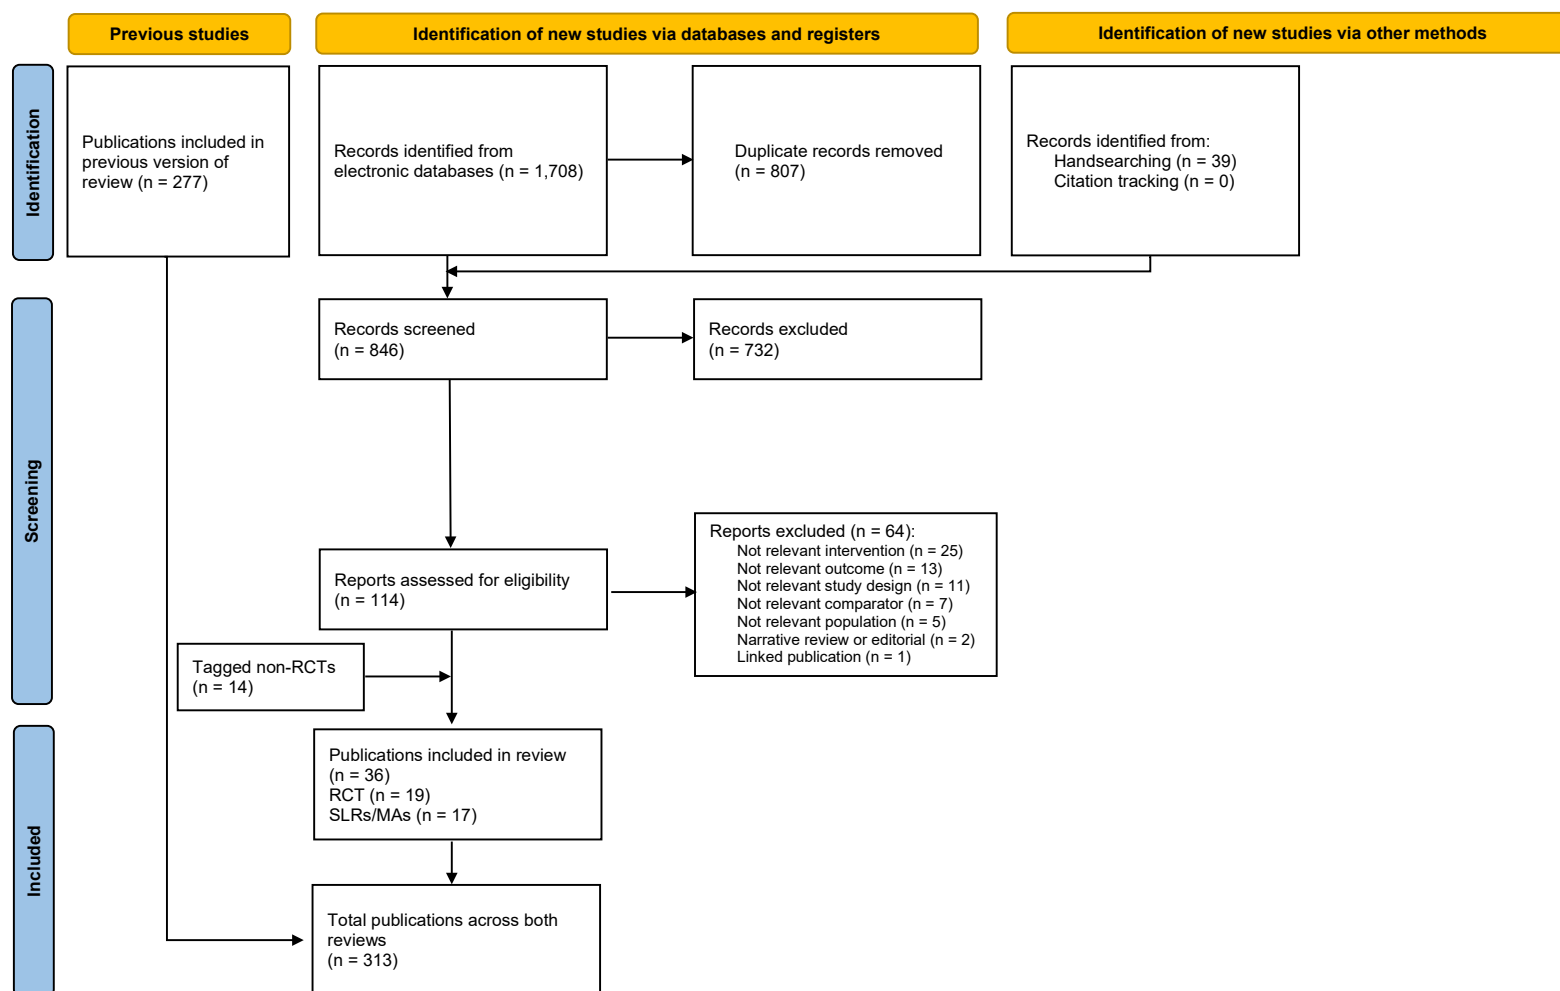 Previous studies
Identification of new studies via databases and registers
Identification of new studies via other methods
Identification
Publications included in
previous version of
review (n = 277)
Records identified from
electronic databases (n = 1,708)
Duplicate records removed
(n = 807)
Records identified from:
Handsearching (n = 39)
Citation tracking (n = 0)
Screening
Records screened
(n = 846)
Records excluded
(n = 732)
Reports assessed for eligibility
(n = 114)
Reports excluded (n = 64):
Not relevant intervention (n = 25)
Not relevant outcome (n = 13)
Not relevant study design (n = 11)
Not relevant comparator (n = 7)
Not relevant population (n = 5)
Narrative review or editorial (n = 2)
Linked publication (n = 1)
Tagged non-RCTs
(n = 14)
Included
Publications included in review
(n = 36)
RCT (n = 19)
SLRs/MAs (n = 17)
Total publications across both
reviews
(n = 313)